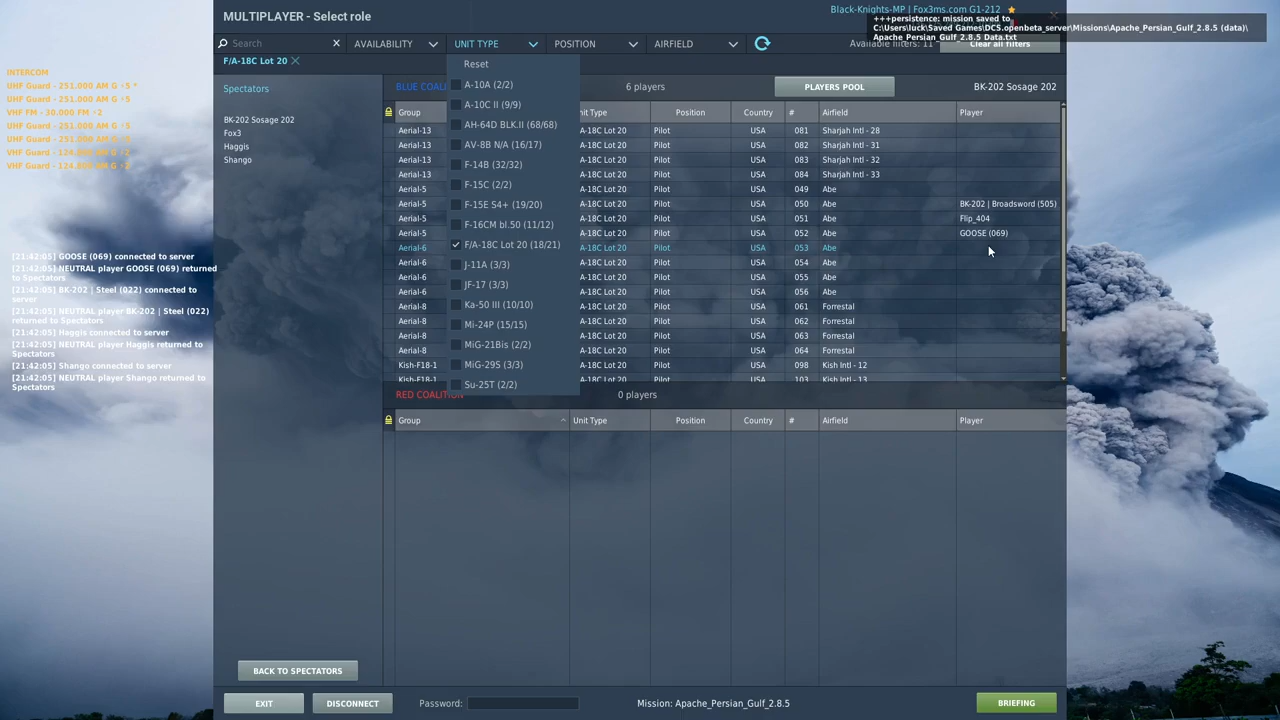 MULTIPLAYER - Select role
Black-Knights-MP | Fox3ms.com G1-212
+++persistence: mission saved to
C:\Users\luck\Saved Games\DCS.openbeta_server\Missions\Apache_Persian_Gulf_2.8.5 (data)\
Apache_Persian_Gulf_2.8.5 Data.txt
Search
AVAILABILITY
UNIT TYPE
POSITION
AIRFIELD
Available filters: 11
Clear all filters
F/A-18C Lot 20
INTERCOM
UHF Guard - 251.000 AM G
UHF Guard - 251.000 AM G
VHF FM - 30.000 FM
UHF Guard - 251.000 AM G
UHF Guard - 251.000 AM G
VHF Guard - 124.000 AM G
VHF Guard - 124.000 AM G
[21:42:05] GOOSE (069) connected to server
[21:42:05] NEUTRAL player GOOSE (069) returned
to Spectators
[21:42:05] BK-202 | Steel (022) connected to
server
[21:42:05] NEUTRAL player BK-202 | Steel (022)
returned to Spectators
[21:42:05] Haggis connected to server
[21:42:05] NEUTRAL player Haggis returned to
Spectators
[21:42:05] Shango connected to server
[21:42:05] NEUTRAL player Shango returned to
Spectators
Spectators
BK-202 Sosage 202
Fox3
Haggis
Shango
Reset
A-10A (2/2)
A-10C II (9/9)
AH-64D BLK.II (68/68)
AV-8B N/A (16/17)
F-14B (32/32)
F-15C (2/2)
F-15E S4+ (19/20)
F-16CM bl.50 (11/12)
F/A-18C Lot 20 (18/21)
J-11A (3/3)
JF-17 (3/3)
Ka-50 III (10/10)
Mi-24P (15/15)
MiG-21Bis (2/2)
MiG-29S (3/3)
Su-25T (2/2)
BLUE COALI
6 players
PLAYERS POOL
BK-202 Sosage 202
Group Unit Type Position Country # Airfield Player
Aerial-13 A-18C Lot 20 Pilot USA 081 Sharjah Intl - 28
Aerial-13 A-18C Lot 20 Pilot USA 082 Sharjah Intl - 31
Aerial-13 A-18C Lot 20 Pilot USA 083 Sharjah Intl - 32
Aerial-13 A-18C Lot 20 Pilot USA 084 Sharjah Intl - 33
Aerial-5 A-18C Lot 20 Pilot USA 049 Abe
Aerial-5 A-18C Lot 20 Pilot USA 050 Abe BK-202 | Broadsword (505)
Aerial-5 A-18C Lot 20 Pilot USA 051 Abe Flip_404
Aerial-5 A-18C Lot 20 Pilot USA 052 Abe GOOSE (069)
Aerial-6 A-18C Lot 20 Pilot USA 053 Abe
Aerial-6 A-18C Lot 20 Pilot USA 054 Abe
Aerial-6 A-18C Lot 20 Pilot USA 055 Abe
Aerial-6 A-18C Lot 20 Pilot USA 056 Abe
Aerial-8 A-18C Lot 20 Pilot USA 061 Forrestal
Aerial-8 A-18C Lot 20 Pilot USA 062 Forrestal
Aerial-8 A-18C Lot 20 Pilot USA 063 Forrestal
Aerial-8 A-18C Lot 20 Pilot USA 064 Forrestal
Kish-F18-1 A-18C Lot 20 Pilot USA 098 Kish Intl - 12
Kish-F18-1 A-18C Lot 20 Pilot USA 103 Kish Intl - 13
RED COALITION
0 players
Group Unit Type Position Country # Airfield Player
BACK TO SPECTATORS
EXIT
DISCONNECT
Password:
Mission: Apache_Persian_Gulf_2.8.5
BRIEFING